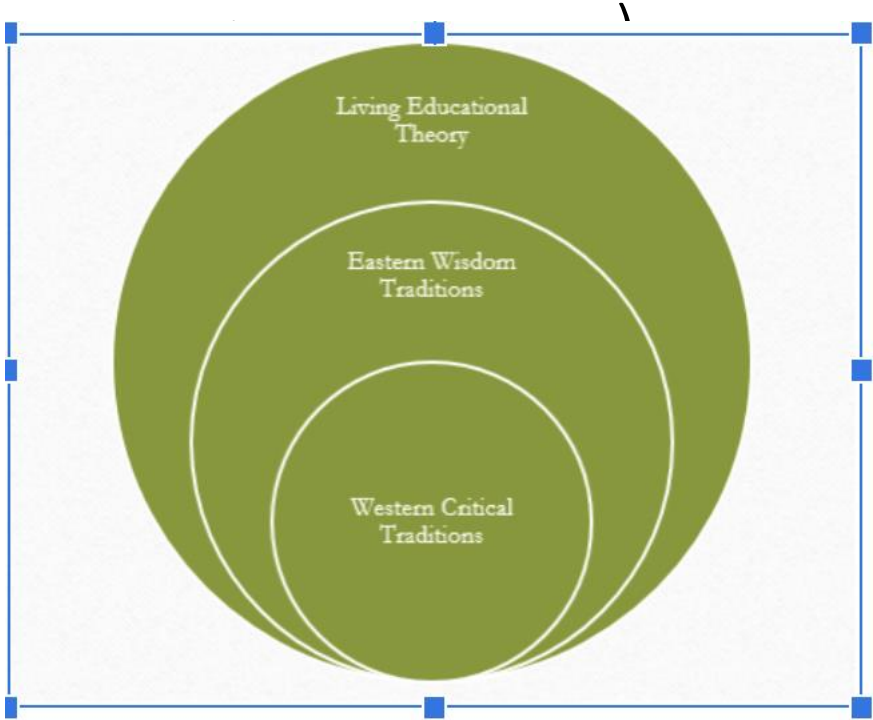 Living Educational
Theory
Eastern Wisdom
Traditions
Western Critical
Traditions